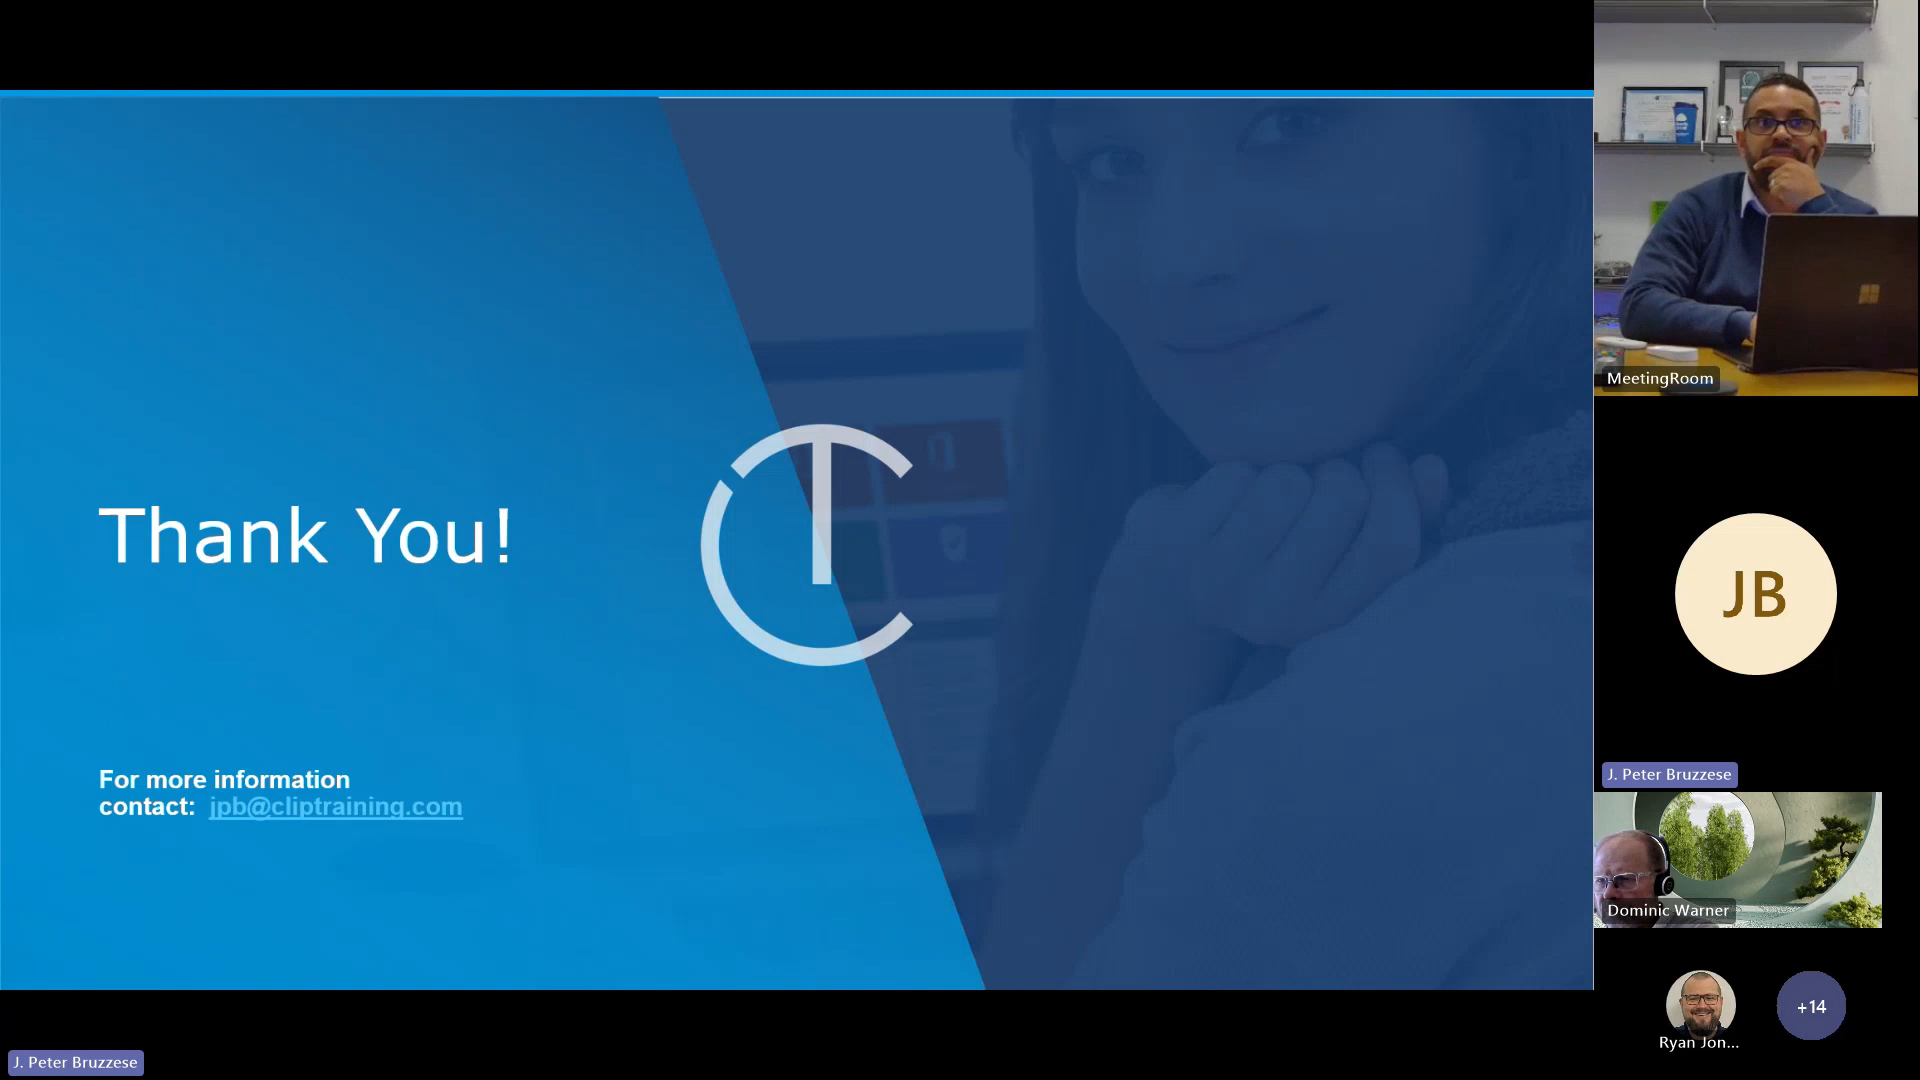 Thank You!
For more information
contact: jpb@cliptraining.com
J. Peter Bruzzese
MeetingRoom
JB
J. Peter Bruzzese
Dominic Warner
Ryan Jon...
+14